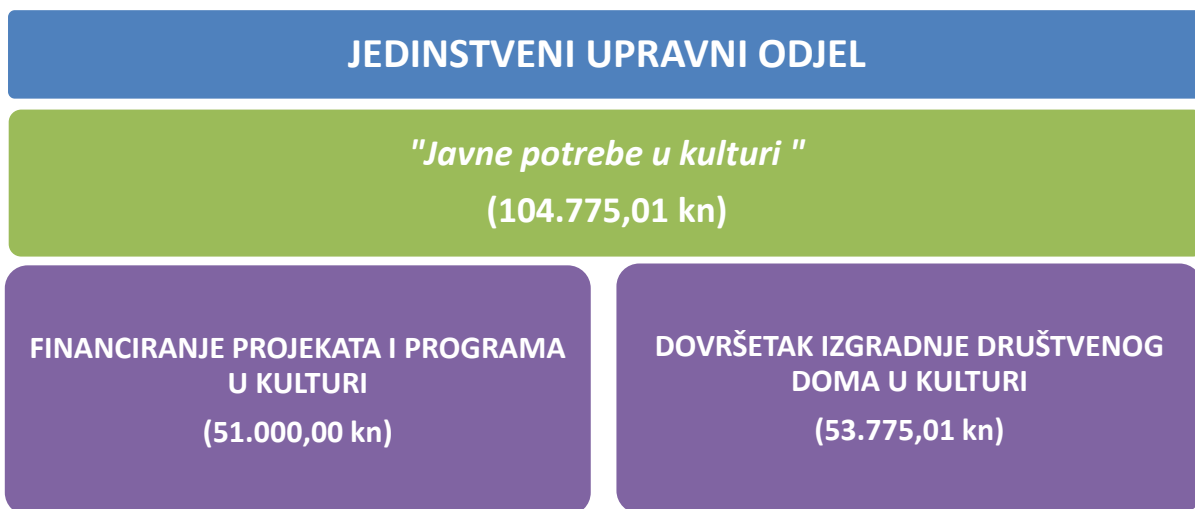 JEDINSTVENI UPRAVNI ODJEL
"Javne potrebe u kulturi "
(104.775,01 kn)
FINANCIRANJE PROJEKATA I PROGRAMA
U KULTURI
(51.000,00 kn)
DOVRŠETAK IZGRADNJE DRUŠTVENOG
DOMA U KULTURI
(53.775,01 kn)